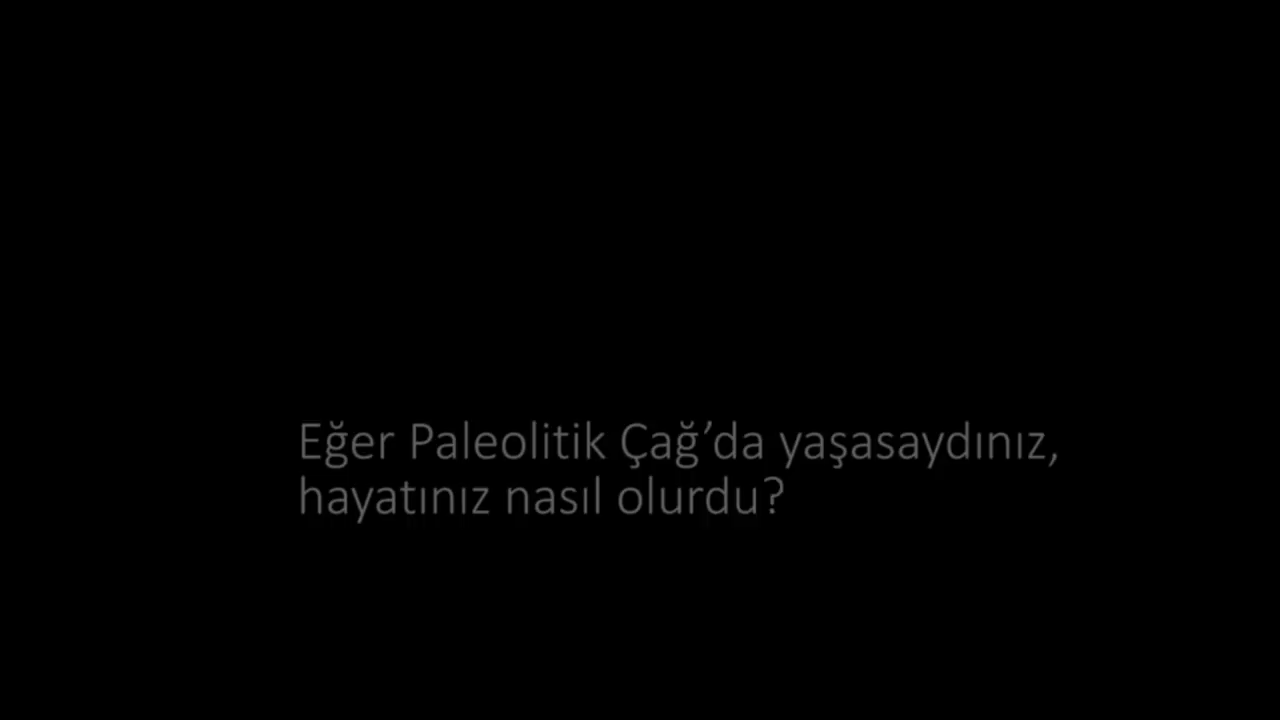 Eğer Paleolitik Çağ’da yaşasaydınız,
hayatınız nasıl olurdu?